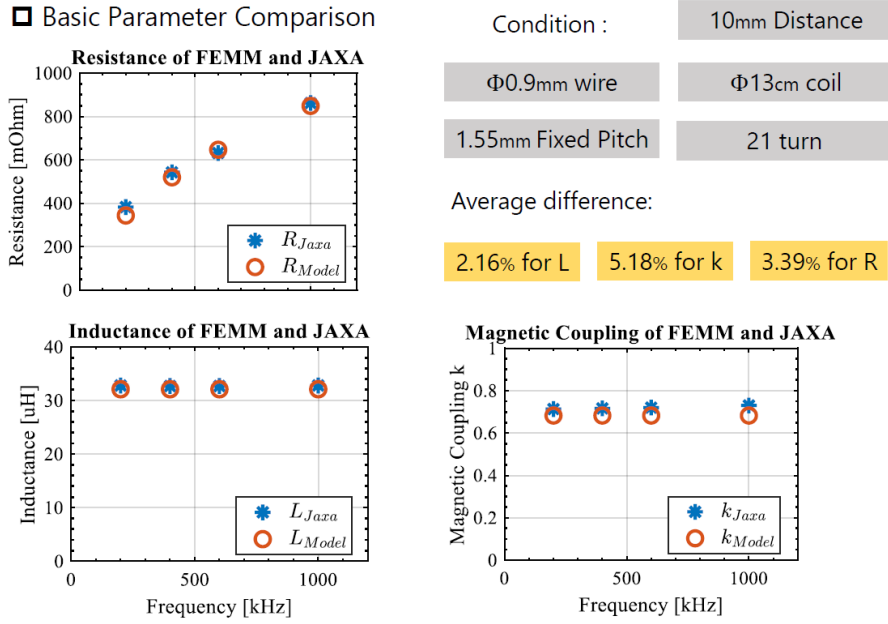 Basic Parameter Comparison
Resistance of FEMM and JAXA
Resistance [mOhm]
1000
800
600
400
200
0
R_Jaxa
R_Model
Condition :
10mm Distance
Φ0.9mm wire
Φ13cm coil
1.55mm Fixed Pitch
21 turn
Average difference:
2.16% for L
5.18% for k
3.39% for R
Inductance of FEMM and JAXA
Inductance [uH]
40
30
20
10
0
L_Jaxa
L_Model
0 500 1000
Frequency [kHz]
Magnetic Coupling of FEMM and JAXA
Magnetic Coupling k
1
0.8
0.6
0.4
0.2
0
k_Jaxa
k_Model
0 500 1000
Frequency [kHz]